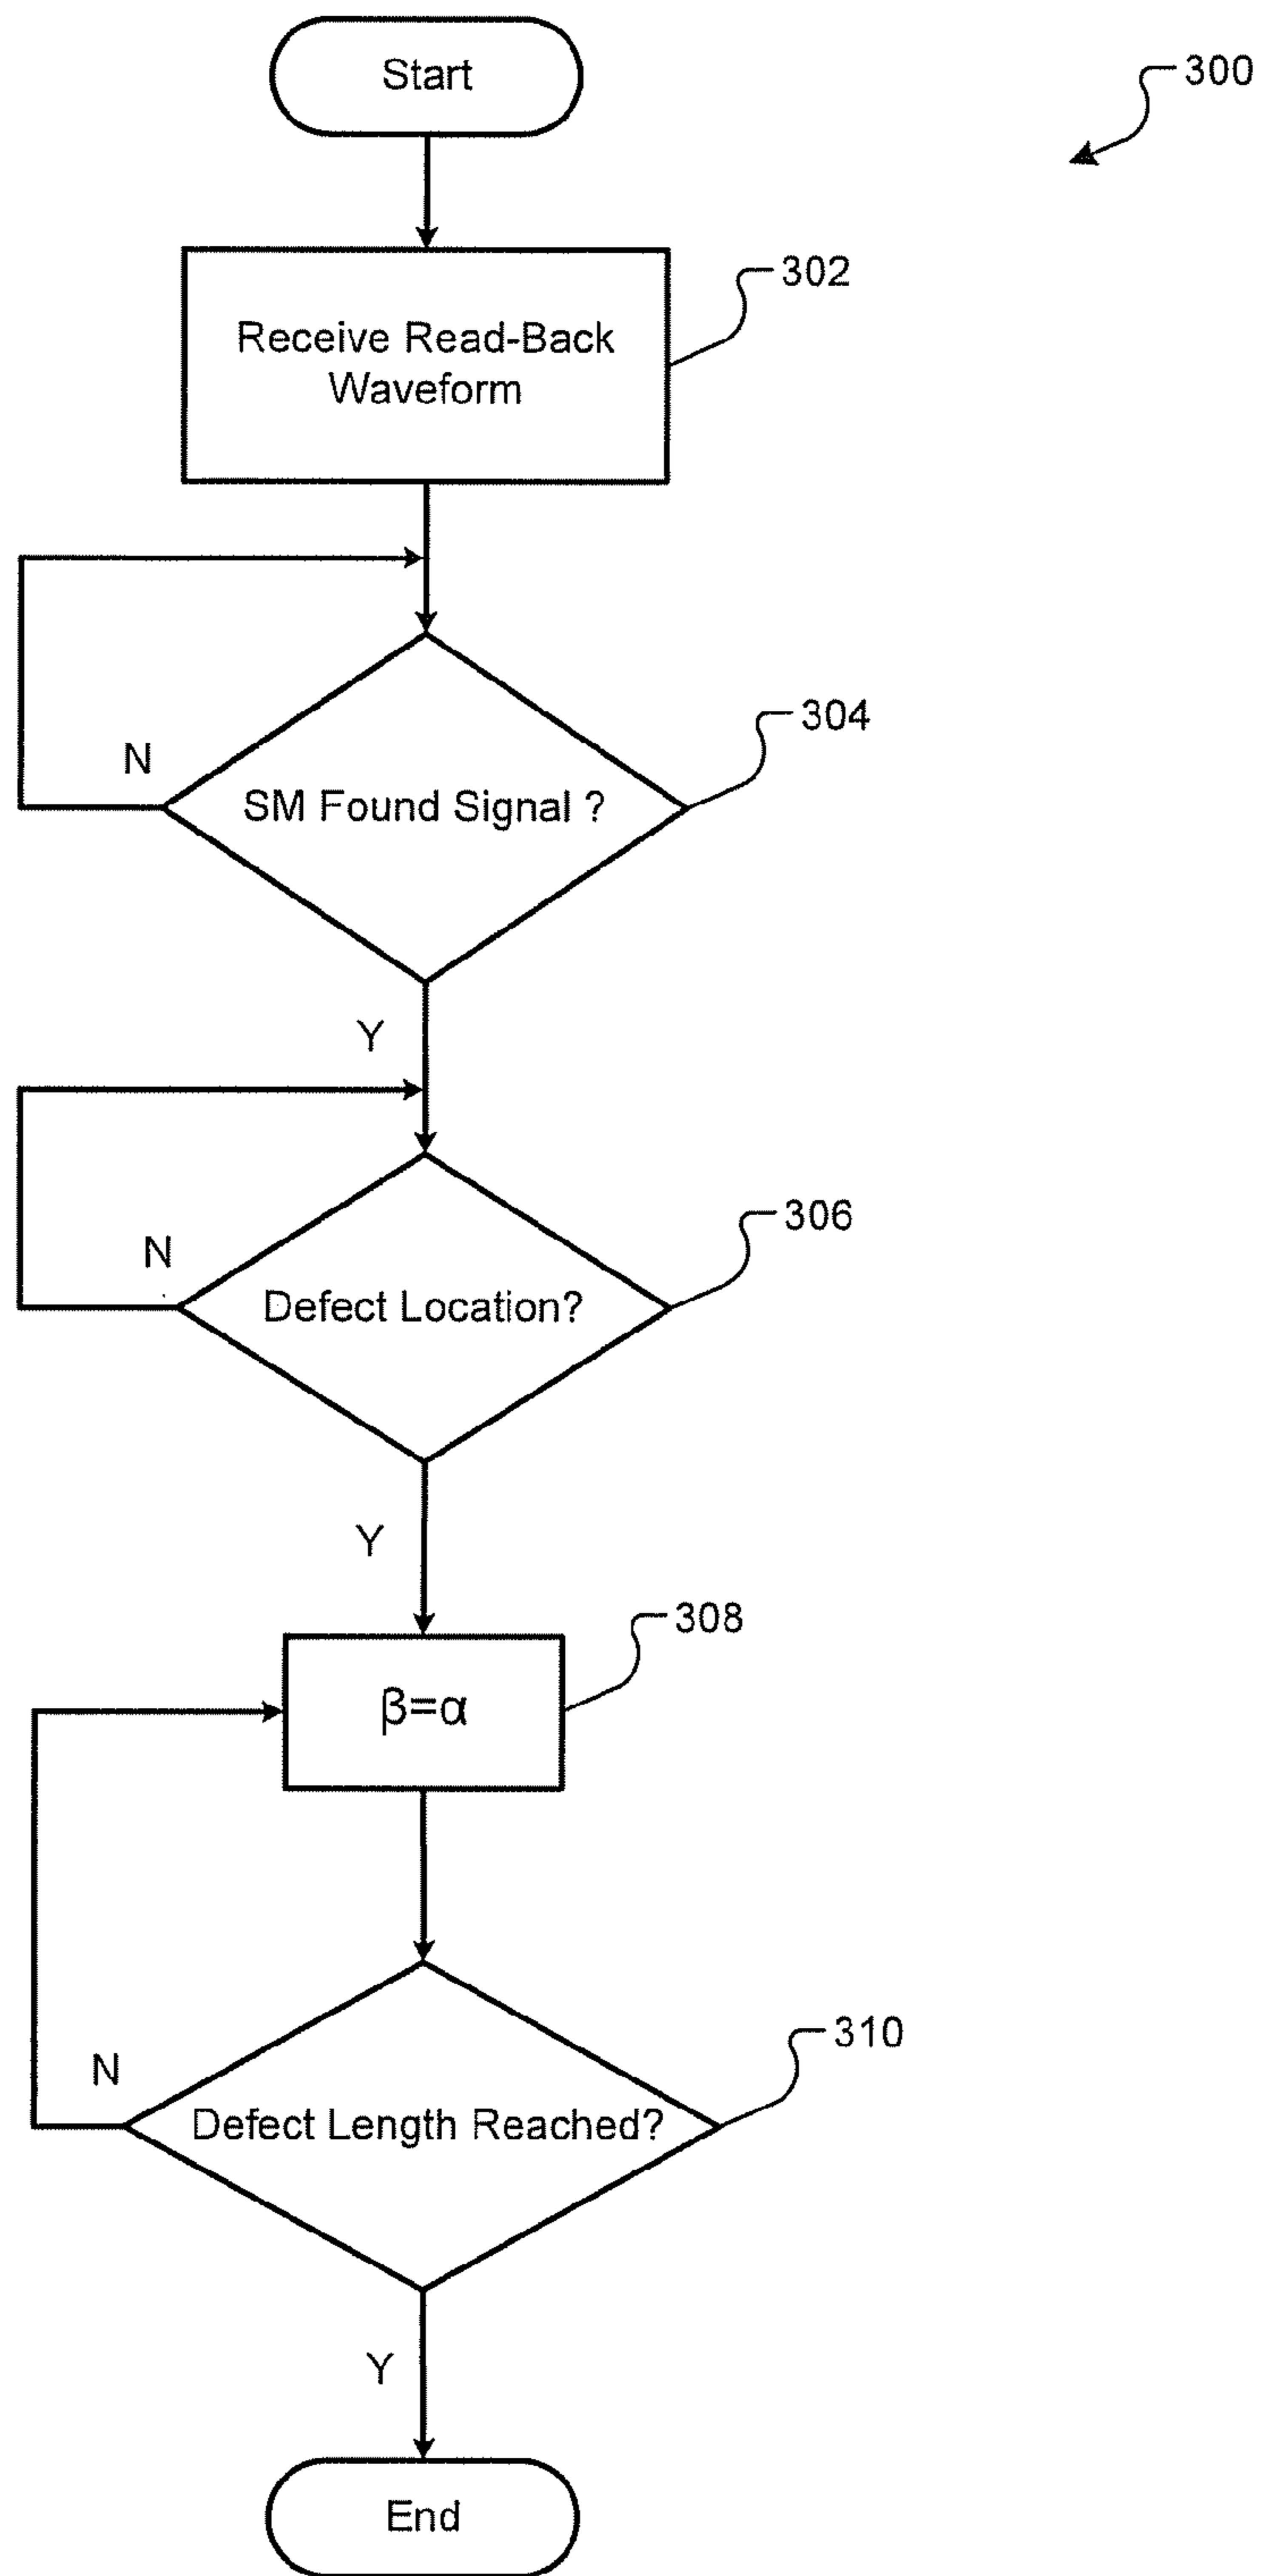 Start
300
Receive Read-Back
Waveform
302
SM Found Signal ?
304
N
Y
Defect Location?
306
N
Y
β=α
308
Defect Length Reached?
310
N
Y
End